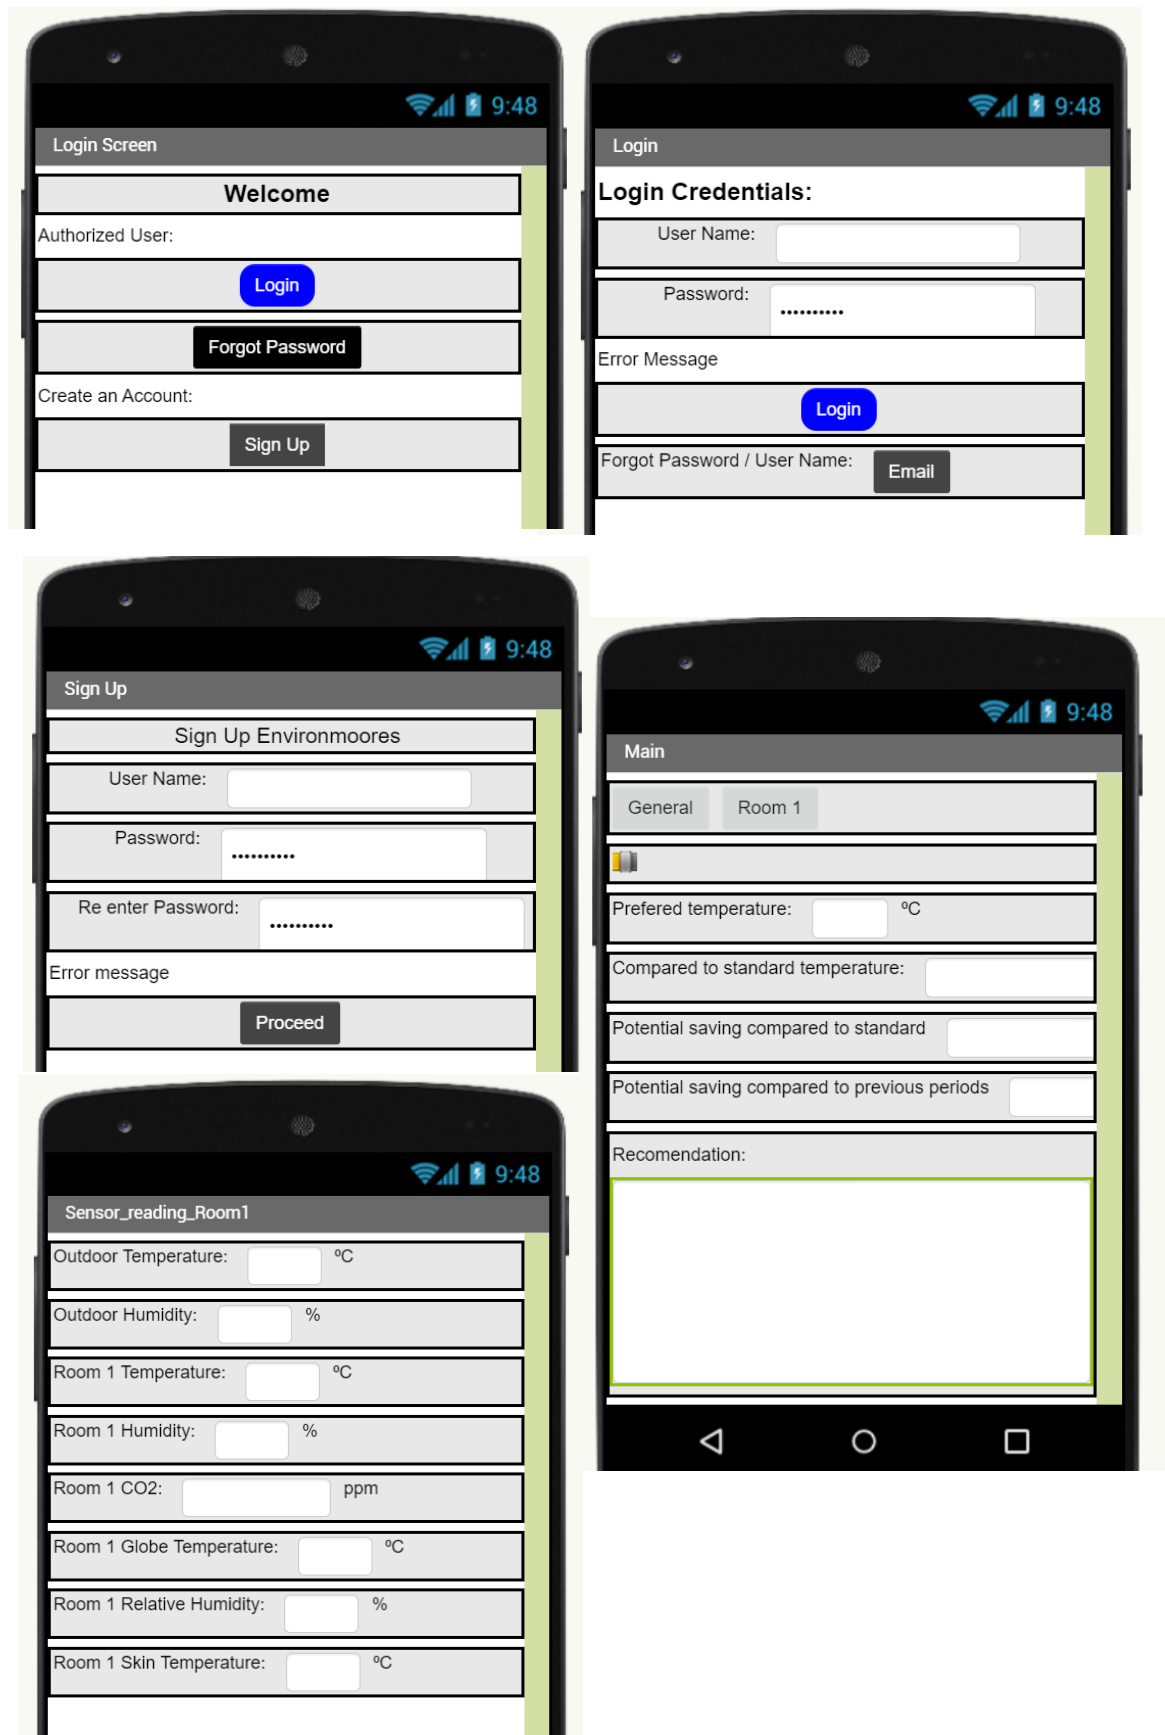 9:48
Login Screen
Welcome
Authorized User:
Login
Forgot Password
Create an Account:
Sign Up
9:48
Login
Login Credentials:
User Name:
Password: ••••••••••
Error Message
Login
Forgot Password / User Name: Email
9:48
Sign Up
Sign Up Environmoores
User Name:
Password: ••••••••••
Re enter Password: ••••••••••
Error message
Proceed
9:48
Main
General Room 1
Prefered temperature: ºC
Compared to standard temperature:
Potential saving compared to standard
Potential saving compared to previous periods
Recomendation:
9:48
Sensor_reading_Room1
Outdoor Temperature: ºC
Outdoor Humidity: %
Room 1 Temperature: ºC
Room 1 Humidity: %
Room 1 CO2: ppm
Room 1 Globe Temperature: ºC
Room 1 Relative Humidity: %
Room 1 Skin Temperature: ºC